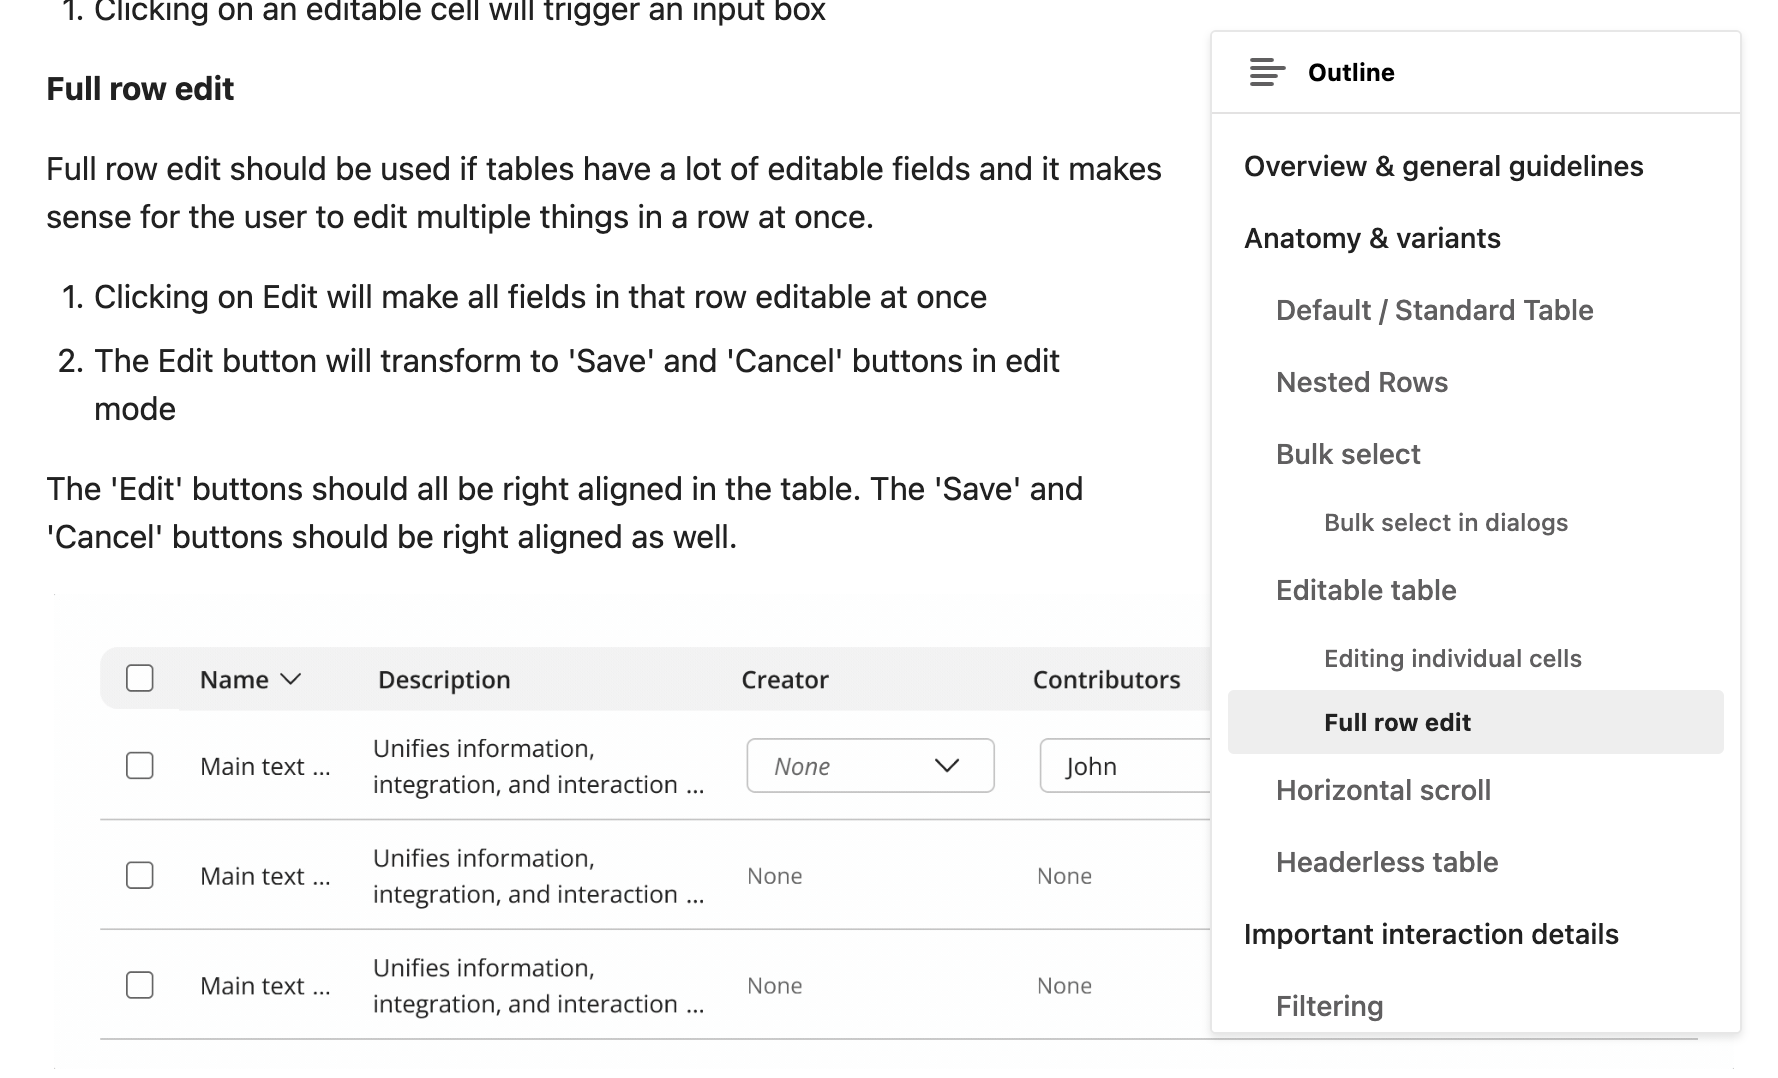 1. Clicking on an editable cell will trigger an input box
Full row edit
Full row edit should be used if tables have a lot of editable fields and it makes
sense for the user to edit multiple things in a row at once.
1. Clicking on Edit will make all fields in that row editable at once
2. The Edit button will transform to 'Save' and 'Cancel' buttons in edit
mode
The 'Edit' buttons should all be right aligned in the table. The 'Save' and
'Cancel' buttons should be right aligned as well.
Name Description Creator Contributors
Unifies information,
Main text ... None John
integration, and interaction ...
Unifies information,
Main text ... None None
integration, and interaction ...
Unifies information,
Main text ... None None
integration, and interaction ...
Outline
Overview & general guidelines
Anatomy & variants
Default / Standard Table
Nested Rows
Bulk select
Bulk select in dialogs
Editable table
Editing individual cells
Full row edit
Horizontal scroll
Headerless table
Important interaction details
Filtering